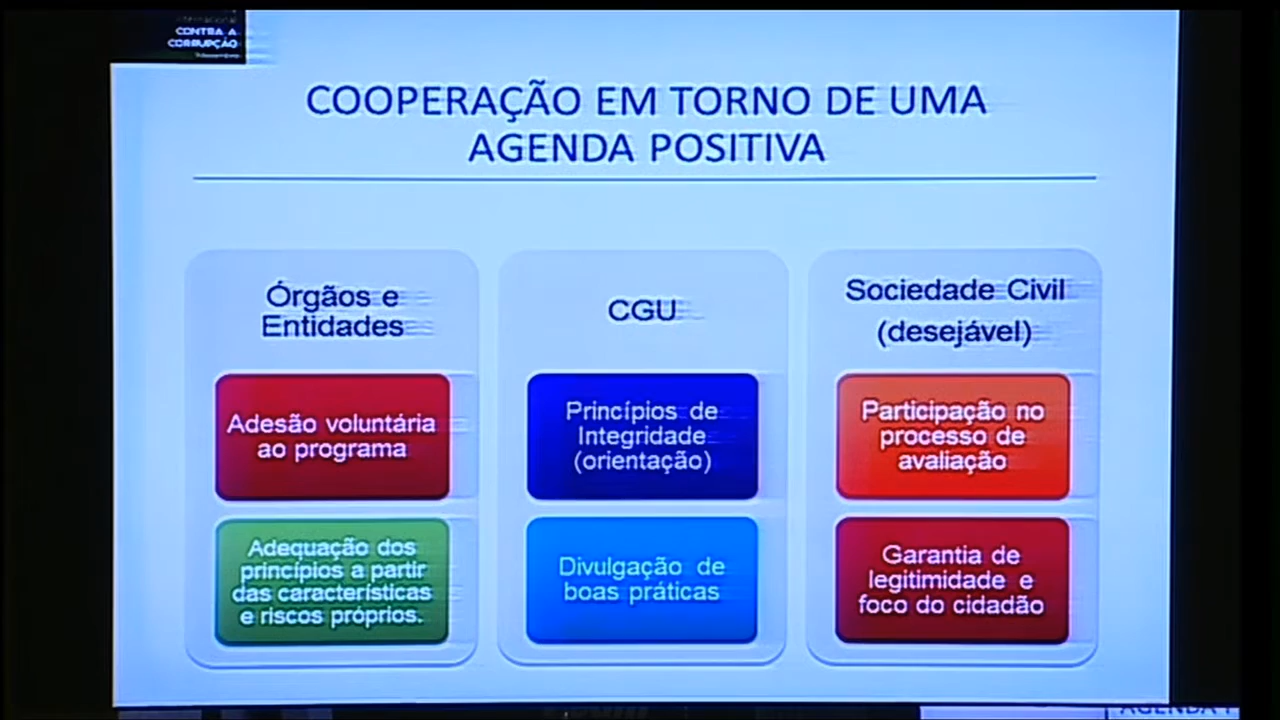 internacional
CONTRA A
CORRUPÇÃO
COOPERAÇÃO EM TORNO DE UMA
AGENDA POSITIVA
Órgãos e
Entidades
Adesão voluntária
ao programa
Adequação dos
princípios a partir
das características
e riscos próprios.
CGU
Princípios de
Integridade
(orientação)
Divulgação de
boas práticas
Sociedade Civil
(desejável)
Participação no
processo de
avaliação
Garantia de
legitimidade e
foco do cidadão
AGENDA